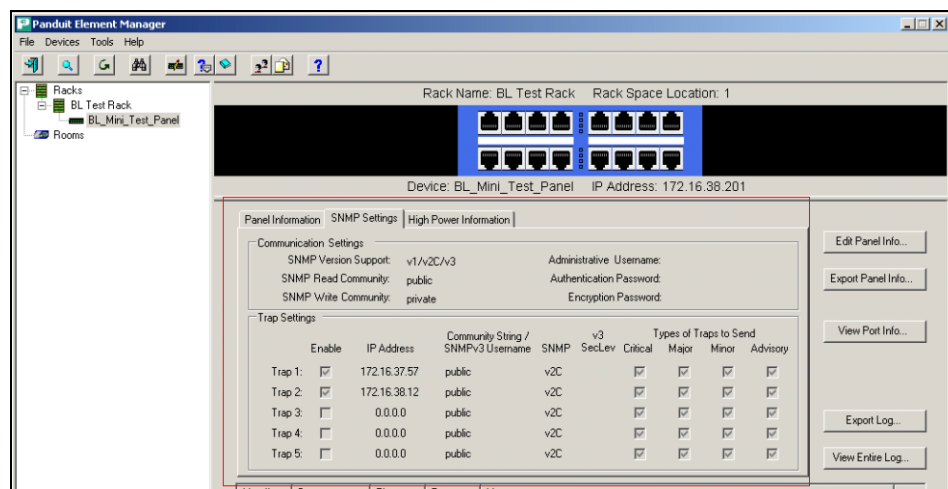 Panduit Element Manager
File Devices Tools Help
Racks
BL Test Rack
BL_Mini_Test_Panel
Rooms
Rack Name: BL Test Rack Rack Space Location: 1
Device: BL_Mini_Test_Panel IP Address: 172.16.38.201
Panel Information SNMP Settings High Power Information
Communication Settings
SNMP Version Support: v1/v2C/v3 Administrative Username:
SNMP Read Community: public Authentication Password:
SNMP Write Community: private Encryption Password:
Trap Settings
Enable IP Address Community String / SNMPv3 Username SNMP v3 SecLev Types of Traps to Send Critical Major Minor Advisory
Trap 1: 172.16.37.57 public v2C
Trap 2: 172.16.38.12 public v2C
Trap 3: 0.0.0.0 public v2C
Trap 4: 0.0.0.0 public v2C
Trap 5: 0.0.0.0 public v2C
Edit Panel Info...
Export Panel Info...
View Port Info...
Export Log...
View Entire Log...